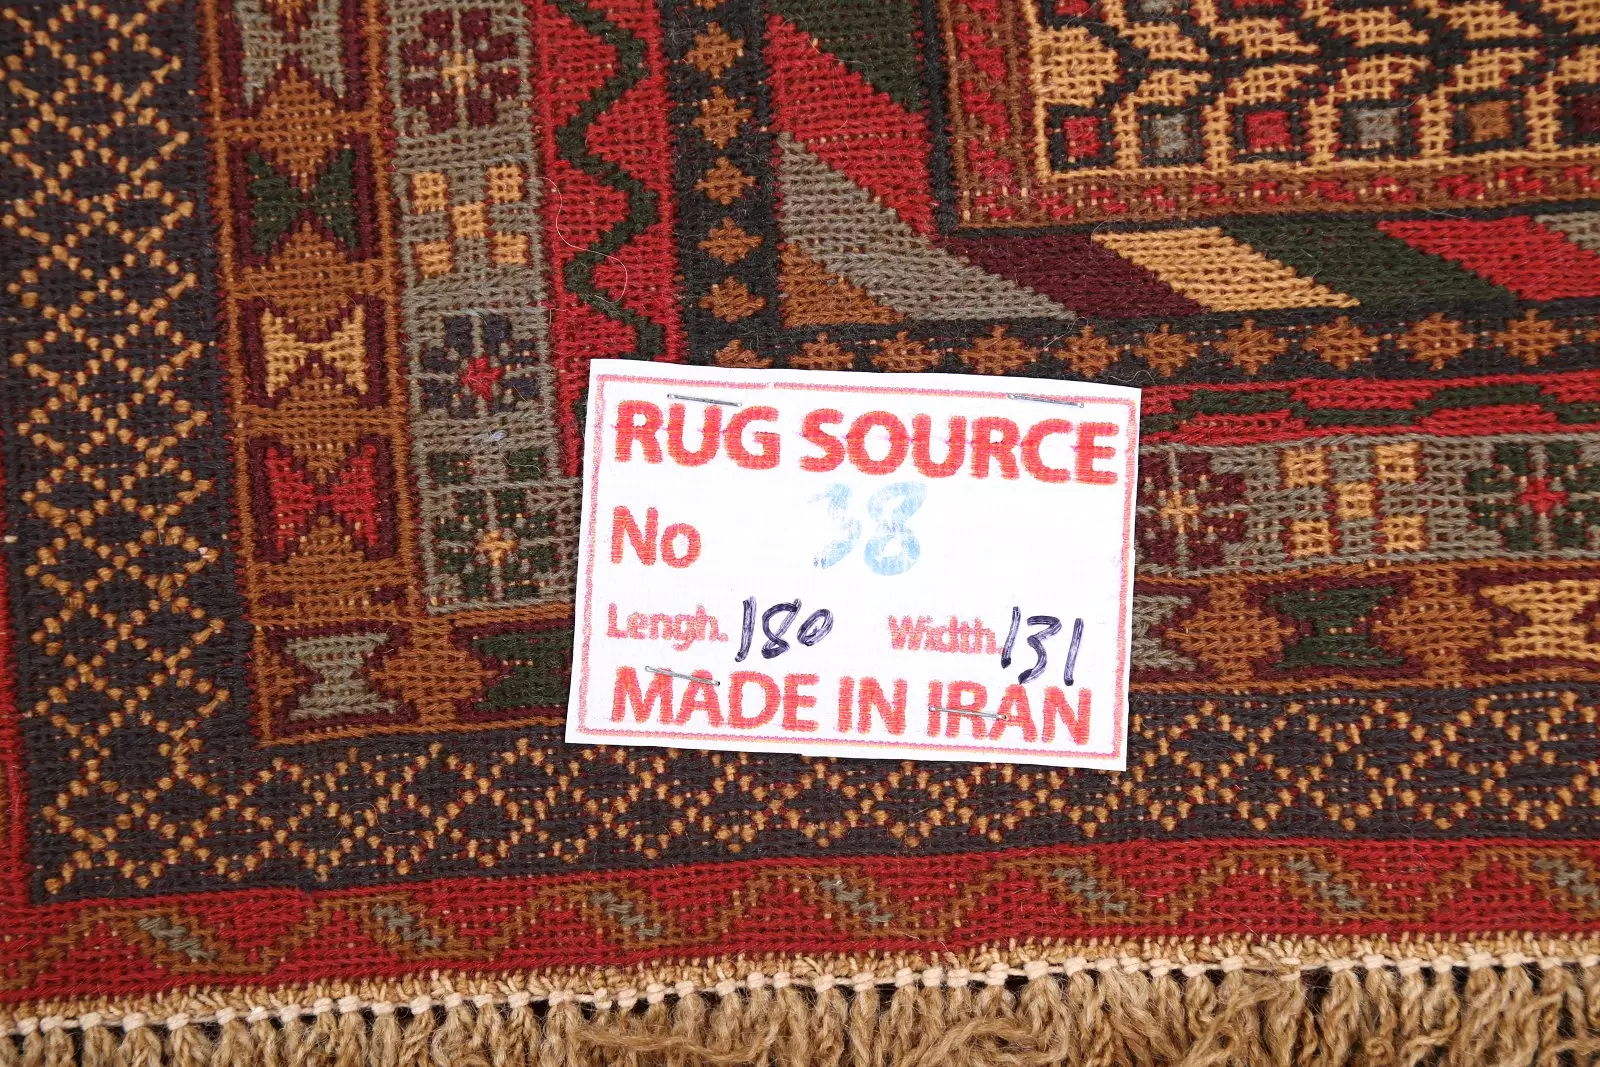 RUG SOURCE
No 38
Lengh. 180 Width. 131
MADE IN IRAN